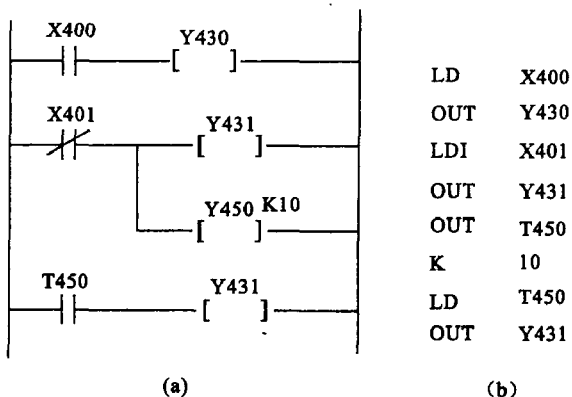 X400
Y430
X401
Y431
Y450 K10
T450
Y431
(a)
LD X400
OUT Y430
LDI X401
OUT Y431
OUT T450
K 10
LD T450
OUT Y431
(b)